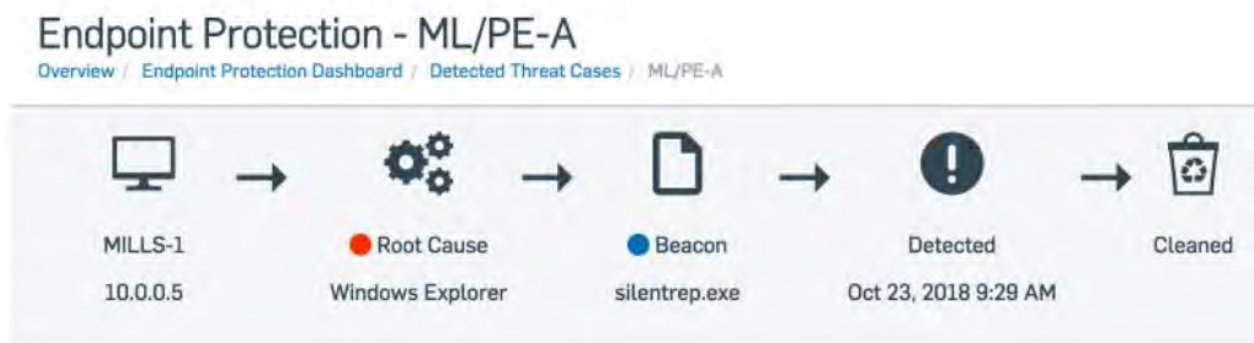 Endpoint Protection - ML/PE-A
Overview / Endpoint Protection Dashboard / Detected Threat Cases / ML/PE-A
MILLS-1
Root Cause
Beacon
Detected
Cleaned
10.0.0.5
Windows Explorer
silentrep.exe
Oct 23, 2018 9:29 AM